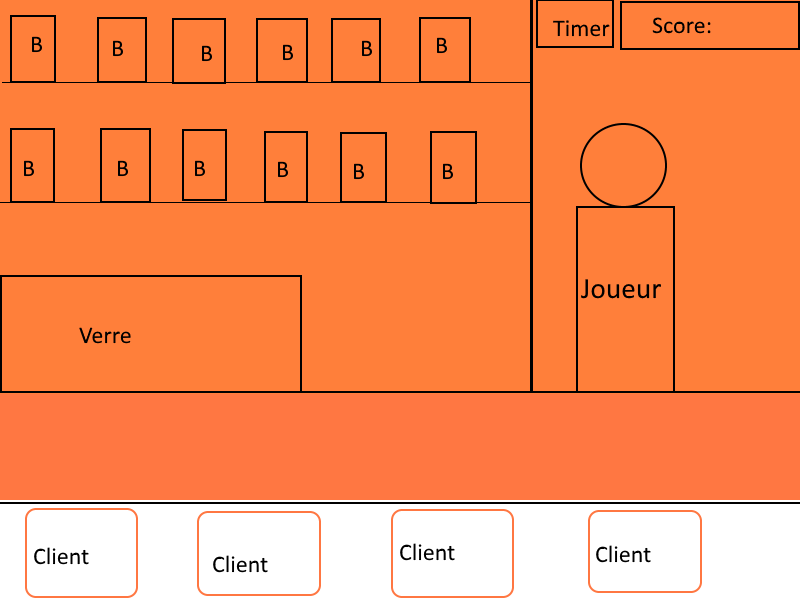 B B B B B B
Timer Score:
B B B B B B
Joueur
Verre
Client Client Client Client